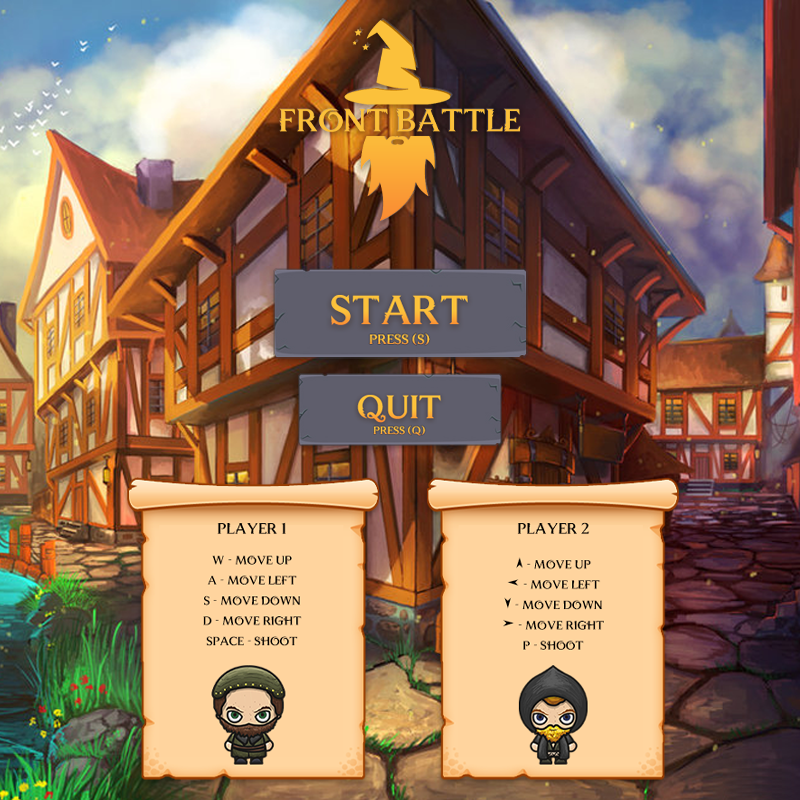 FRONT BATTLE
START
PRESS (S)
QUIT
PRESS (Q)
PLAYER 1
W - MOVE UP
A - MOVE LEFT
S - MOVE DOWN
D - MOVE RIGHT
SPACE - SHOOT
PLAYER 2
- MOVE UP
- MOVE LEFT
- MOVE DOWN
- MOVE RIGHT
P - SHOOT